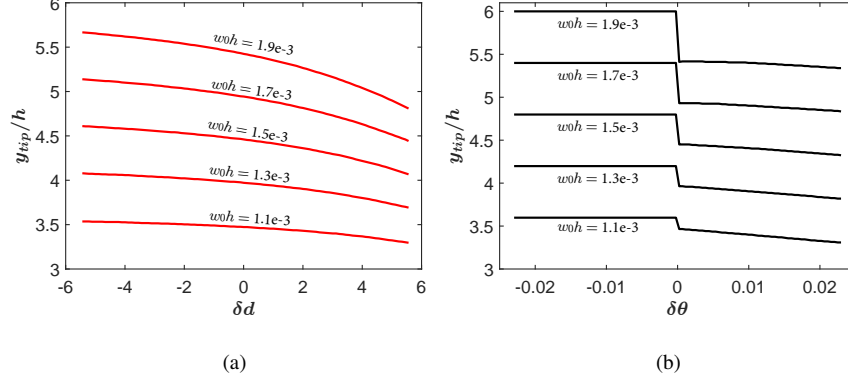 6
5.5
5
4.5
4
3.5
3
y_tip/h
w0h = 1.9e-3
w0h = 1.7e-3
w0h = 1.5e-3
w0h = 1.3e-3
w0h = 1.1e-3
-6 -4 -2 0 2 4 6
δd
(a)
6
5.5
5
4.5
4
3.5
3
y_tip/h
w0h = 1.9e-3
w0h = 1.7e-3
w0h = 1.5e-3
w0h = 1.3e-3
w0h = 1.1e-3
-0.02 -0.01 0 0.01 0.02
δθ
(b)